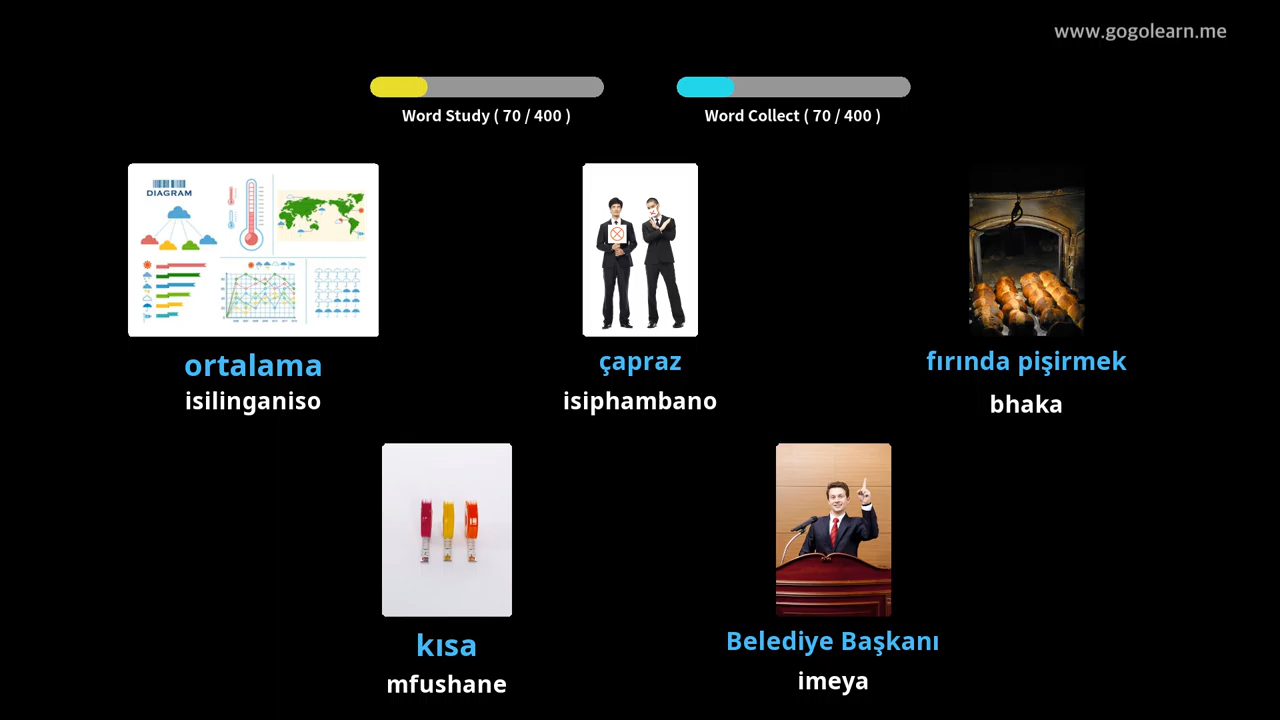 www.gogolearn.me
Word Study ( 70 / 400 )
Word Collect ( 70 / 400 )
DIAGRAM
ortalama
isilinganiso
çapraz
isiphambano
fırında pişirmek
bhaka
kısa
mfushane
Belediye Başkanı
imeya